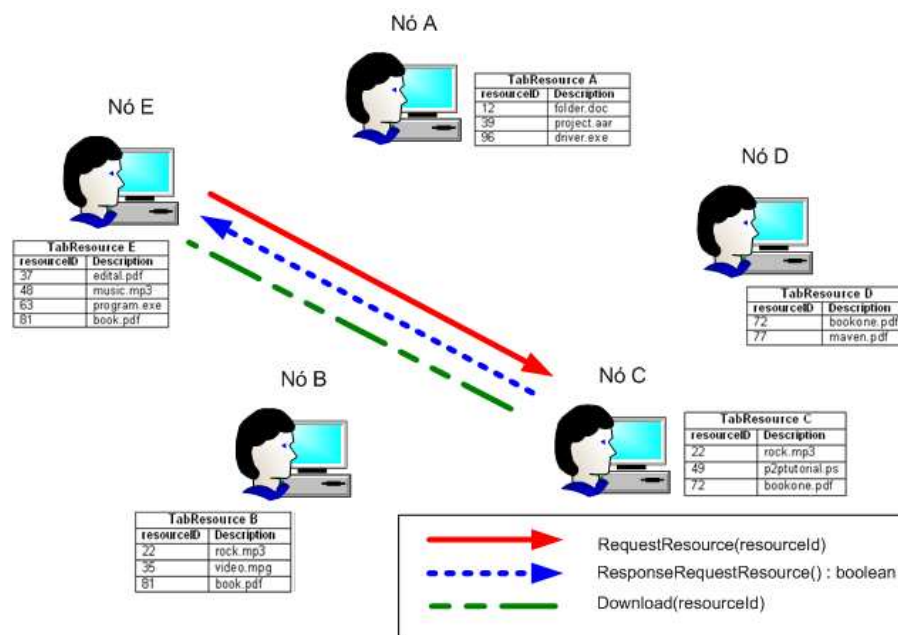 Nó A
TabResource A
resourceID Description
12 folder.doc
39 project.aar
96 driver.exe
Nó E
TabResource E
resourceID Description
37 edital.pdf
48 music.mp3
63 program.exe
81 book.pdf
Nó D
TabResource D
resourceID Description
72 bookone.pdf
77 maven.pdf
Nó B
TabResource B
resourceID Description
22 rock.mp3
35 video.mpg
81 book.pdf
Nó C
TabResource C
resourceID Description
22 rock.mp3
49 p2ptutorial.ps
72 bookone.pdf
RequestResource(resourceId)
ResponseRequestResource() : boolean
Download(resourceId)